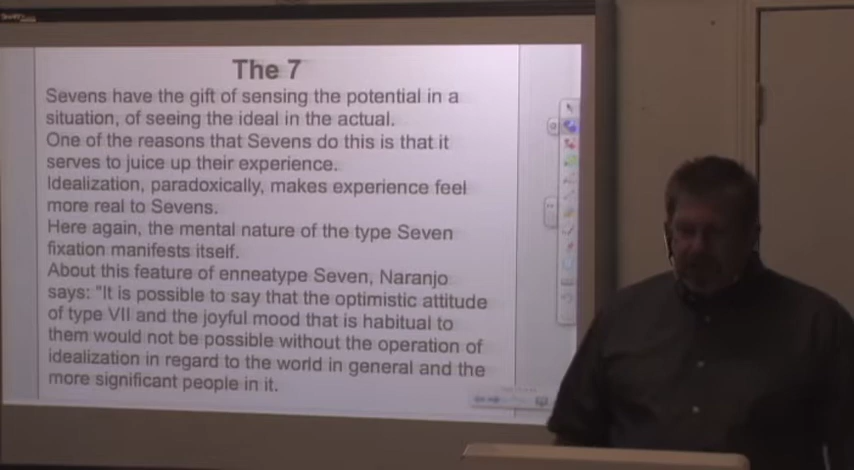 The 7
Sevens have the gift of sensing the potential in a
situation, of seeing the ideal in the actual.
One of the reasons that Sevens do this is that it
serves to juice up their experience.
Idealization, paradoxically, makes experience feel
more real to Sevens.
Here again, the mental nature of the type Seven
fixation manifests itself.
About this feature of enneatype Seven, Naranjo
says: "It is possible to say that the optimistic attitude
of type VII and the joyful mood that is habitual to
them would not be possible without the operation of
idealization in regard to the world in general and the
more significant people in it.